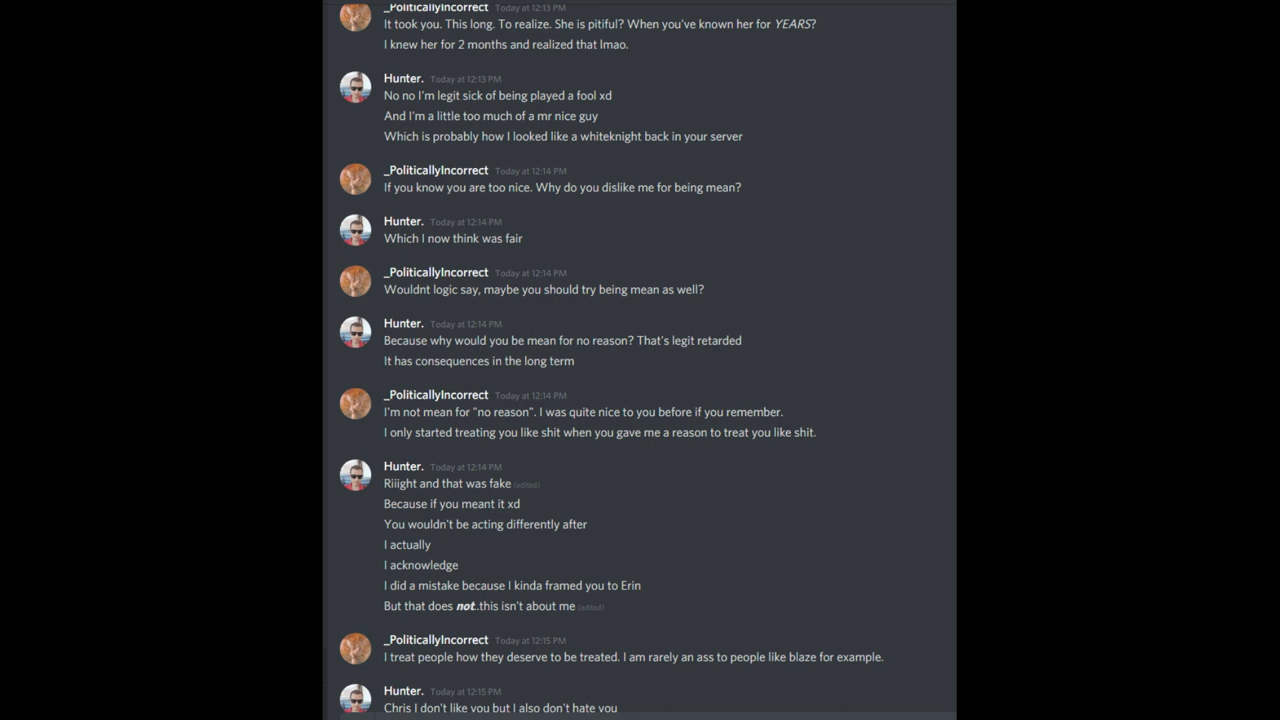 _PoliticallyIncorrect Today at 12:13 PM
It took you. This long. To realize. She is pitiful? When you've known her for YEARS?
I knew her for 2 months and realized that lmao.
Hunter. Today at 12:13 PM
No no I'm legit sick of being played a fool xd
And I'm a little too much of a mr nice guy
Which is probably how I looked like a whiteknight back in your server
_PoliticallyIncorrect Today at 12:14 PM
If you know you are too nice. Why do you dislike me for being mean?
Hunter. Today at 12:14 PM
Which I now think was fair
_PoliticallyIncorrect Today at 12:14 PM
Wouldnt logic say, maybe you should try being mean as well?
Hunter. Today at 12:14 PM
Because why would you be mean for no reason? That's legit retarded
It has consequences in the long term
_PoliticallyIncorrect Today at 12:14 PM
I'm not mean for "no reason". I was quite nice to you before if you remember.
I only started treating you like shit when you gave me a reason to treat you like shit.
Hunter. Today at 12:14 PM
Riiight and that was fake (edited)
Because if you meant it xd
You wouldn't be acting differently after
I actually
I acknowledge
I did a mistake because I kinda framed you to Erin
But that does not..this isn't about me (edited)
_PoliticallyIncorrect Today at 12:15 PM
I treat people how they deserve to be treated. I am rarely an ass to people like blaze for example.
Hunter. Today at 12:15 PM
Chris I don't like you but I also don't hate you